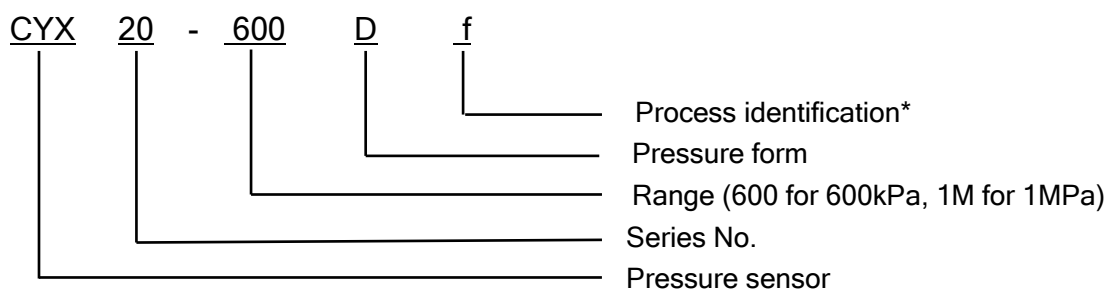 CYX 20 - 600 D f
Process identification*
Pressure form
Range (600 for 600kPa, 1M for 1MPa)
Series No.
Pressure sensor